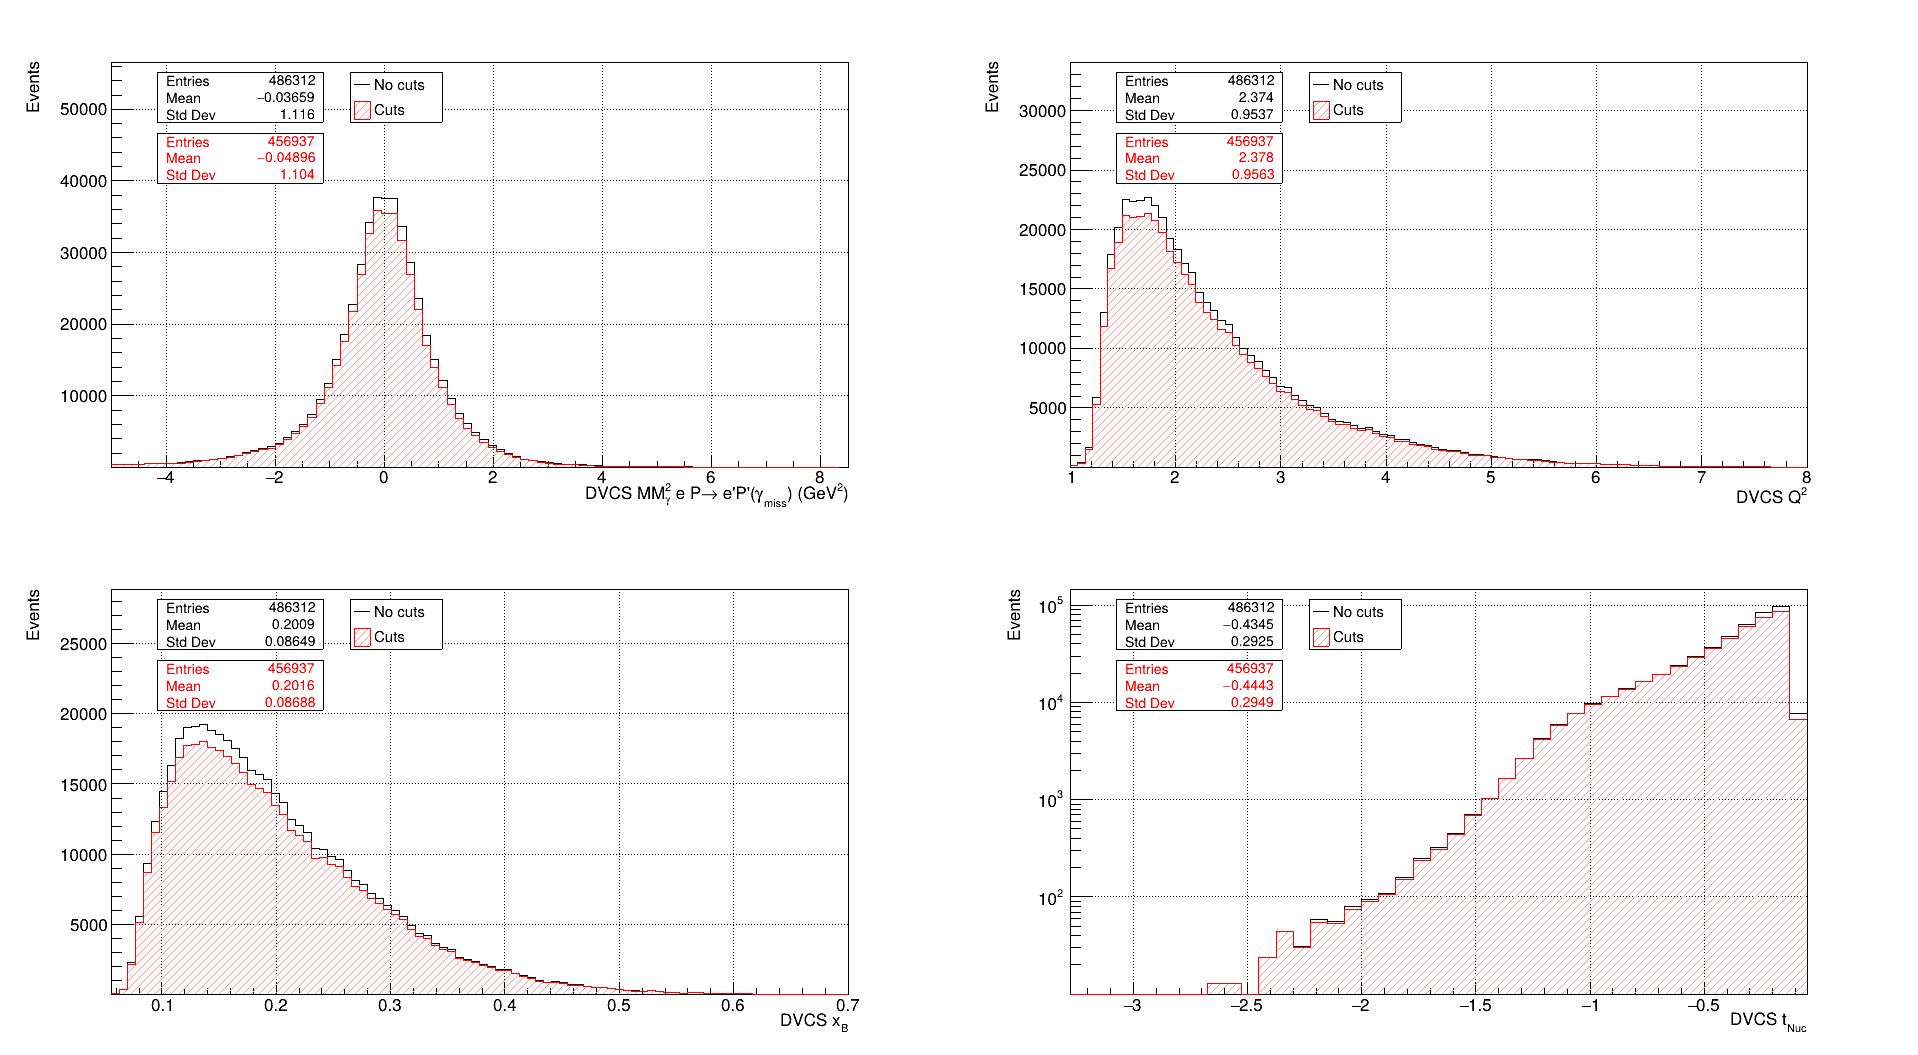 Events
Entries 486312
Mean −0.03659
Std Dev 1.116
Entries 456937
Mean −0.04896
Std Dev 1.104
No cuts
Cuts
50000
40000
30000
20000
10000
−4 −2 0 2 4 6 8
DVCS MM²γ e P→ e'P'(γmiss) (GeV²)
Events
Entries 486312
Mean 2.374
Std Dev 0.9537
Entries 456937
Mean 2.378
Std Dev 0.9563
No cuts
Cuts
30000
25000
20000
15000
10000
5000
1 2 3 4 5 6 7 8
DVCS Q²
Events
Entries 486312
Mean 0.2009
Std Dev 0.08649
Entries 456937
Mean 0.2016
Std Dev 0.08688
No cuts
Cuts
25000
20000
15000
10000
5000
0.1 0.2 0.3 0.4 0.5 0.6 0.7
DVCS xB
Events
Entries 486312
Mean −0.4345
Std Dev 0.2925
Entries 456937
Mean −0.4443
Std Dev 0.2949
No cuts
Cuts
10⁵
10⁴
10³
10²
−3 −2.5 −2 −1.5 −1 −0.5
DVCS tNuc